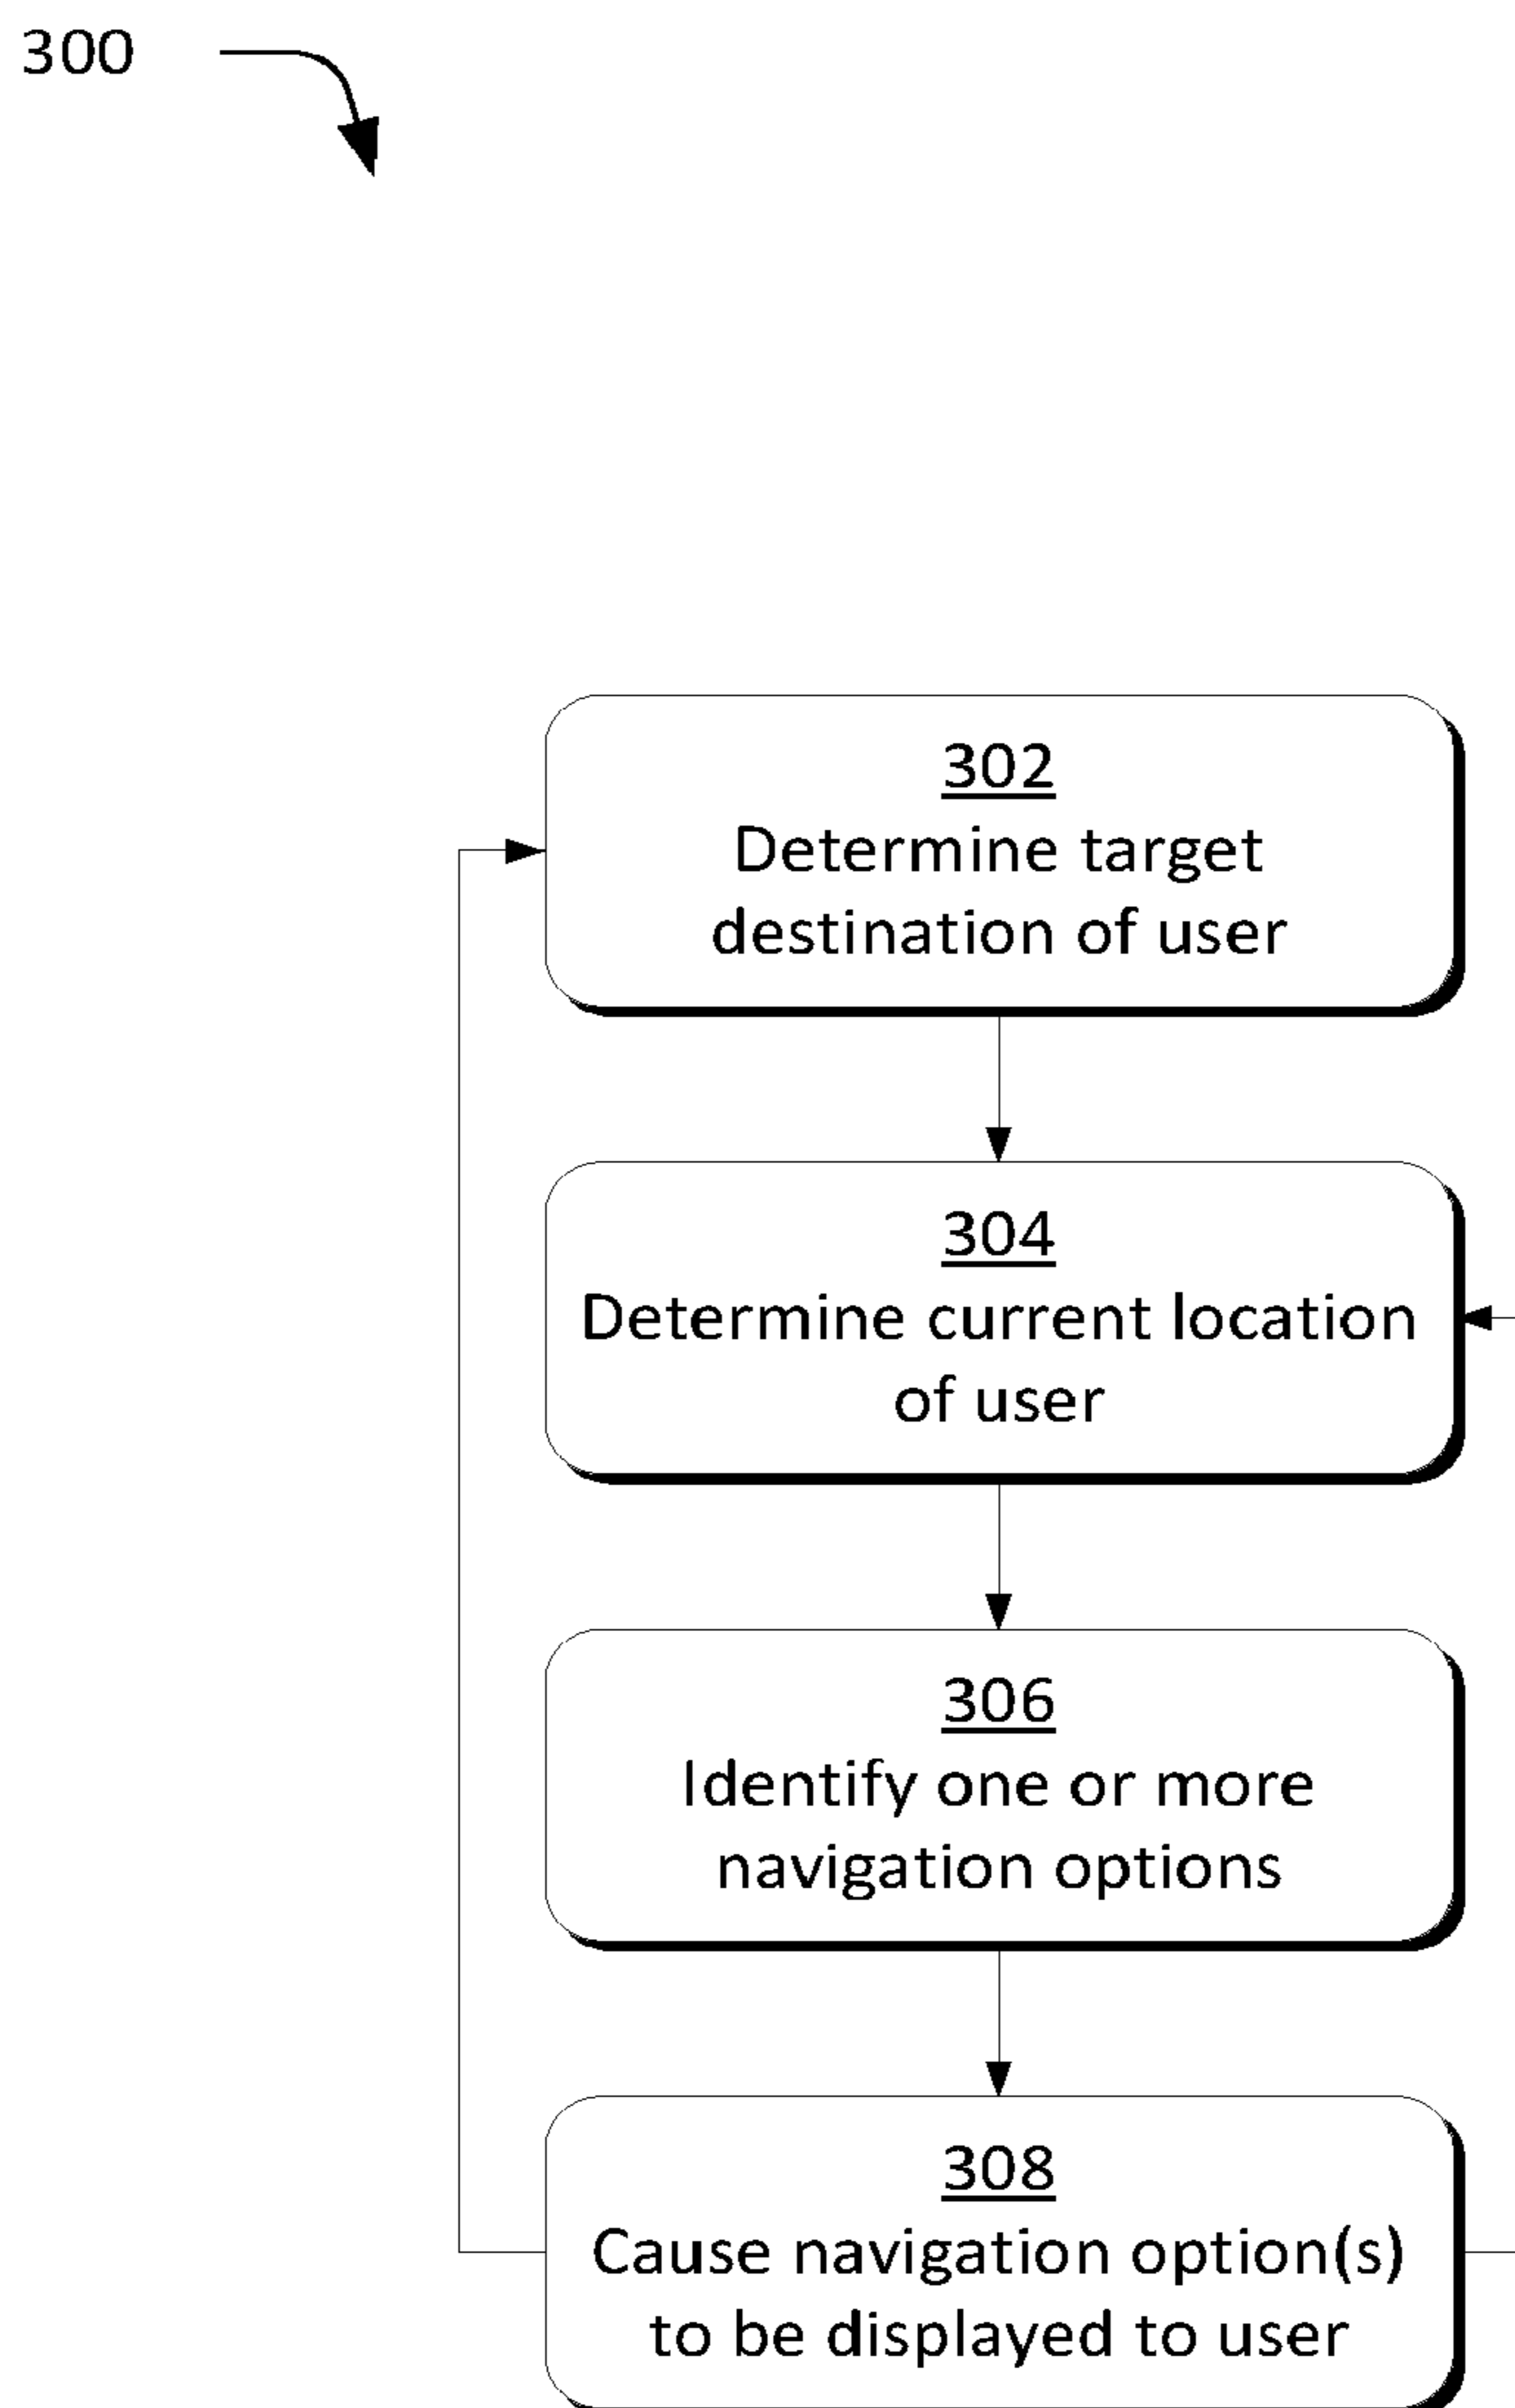 300
302
Determine target
destination of user
304
Determine current location
of user
306
Identify one or more
navigation options
308
Cause navigation option(s)
to be displayed to user